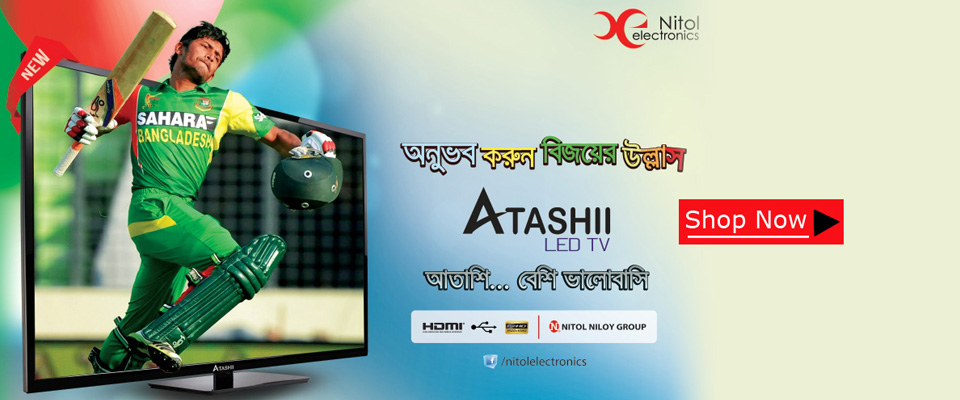 NEW
Nitol
electronics
SAHARA
BANGLADESH
অনুভব করুন বিজয়ের উল্লাস
ATASHII
LED TV
আতাশি... বেশি ভালোবাসি
Shop Now
HDMI
NITOL NILOY GROUP
/nitolelectronics
ATASHII